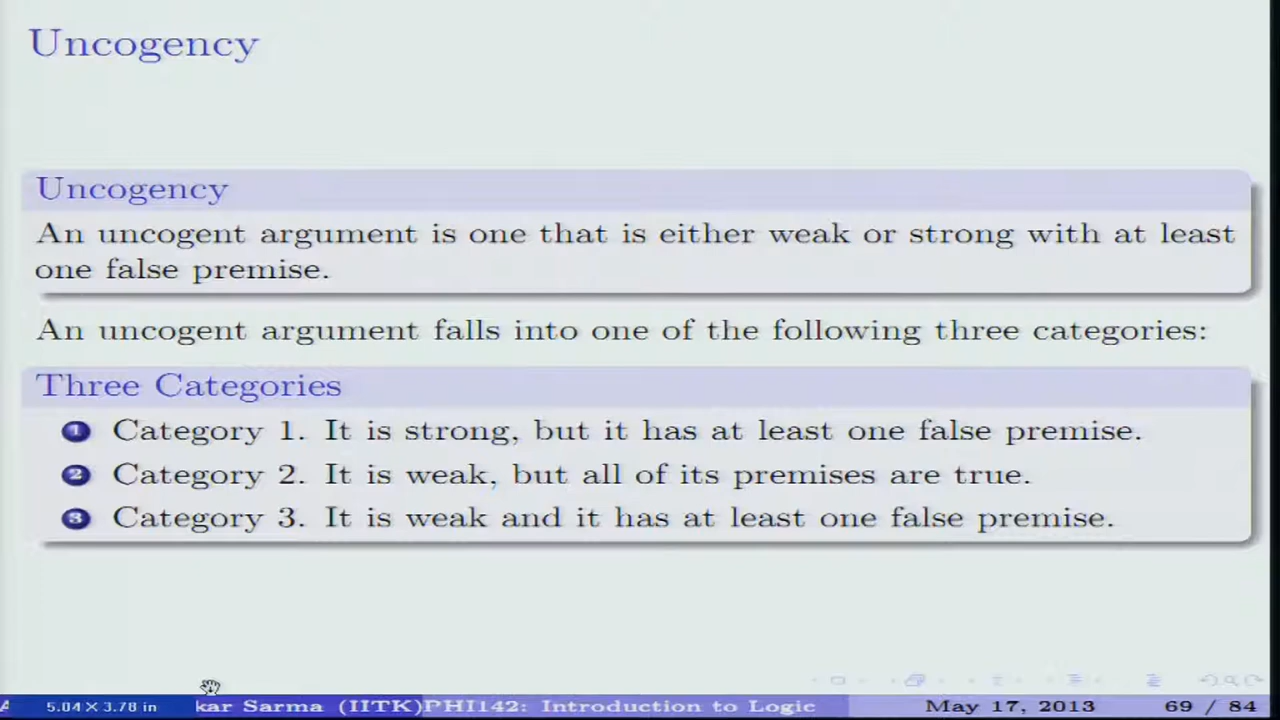 Uncogency
Uncogency
An uncogent argument is one that is either weak or strong with at least
one false premise.
An uncogent argument falls into one of the following three categories:
Three Categories
1 Category 1. It is strong, but it has at least one false premise.
2 Category 2. It is weak, but all of its premises are true.
3 Category 3. It is weak and it has at least one false premise.
A 5.04 × 3.78 in kar Sarma (IITK) PHI142: Introduction to Logic May 17, 2013 69 / 84